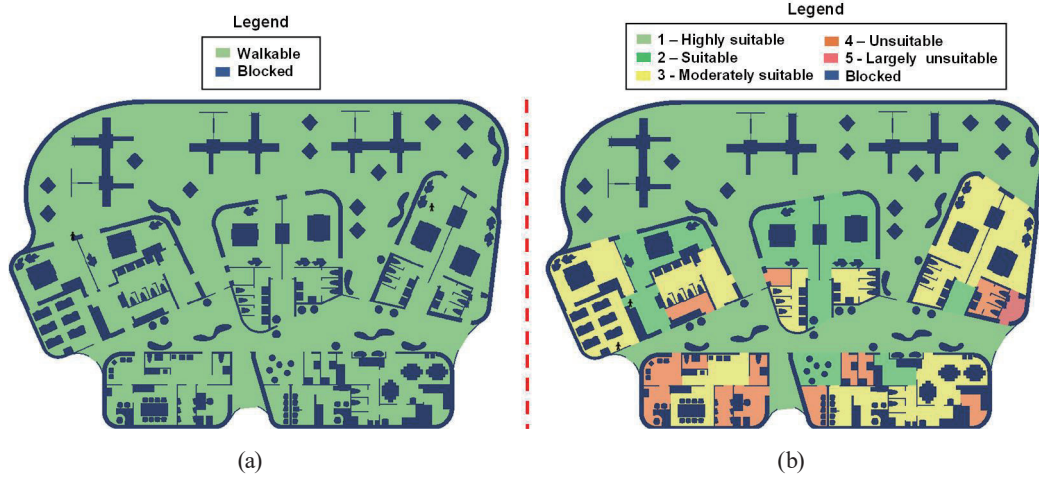 Legend
Walkable
Blocked
(a)
Legend
1 – Highly suitable
2 – Suitable
3 - Moderately suitable
4 – Unsuitable
5 - Largely unsuitable
Blocked
(b)